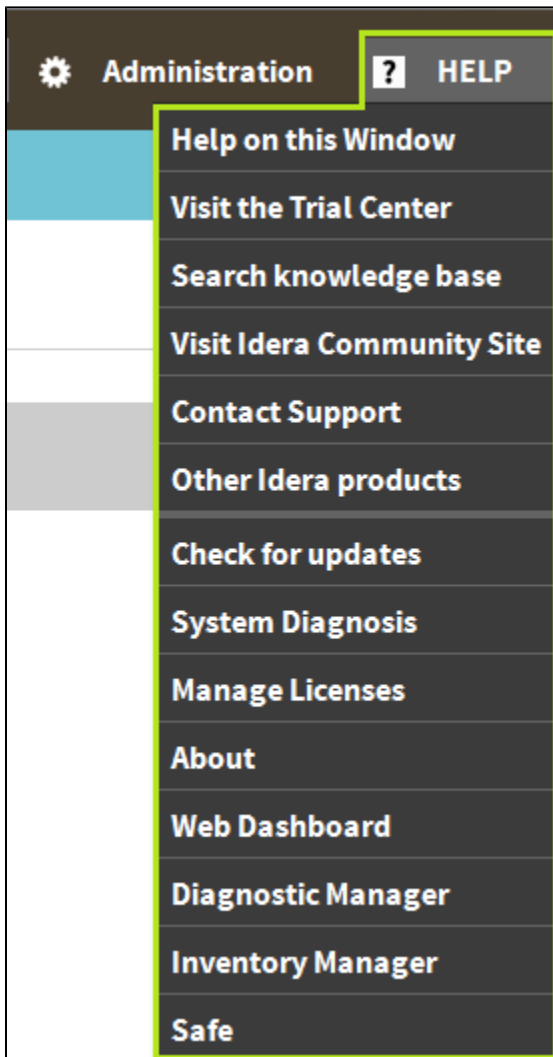 Administration
? HELP
Help on this Window
Visit the Trial Center
Search knowledge base
Visit Idera Community Site
Contact Support
Other Idera products
Check for updates
System Diagnosis
Manage Licenses
About
Web Dashboard
Diagnostic Manager
Inventory Manager
Safe